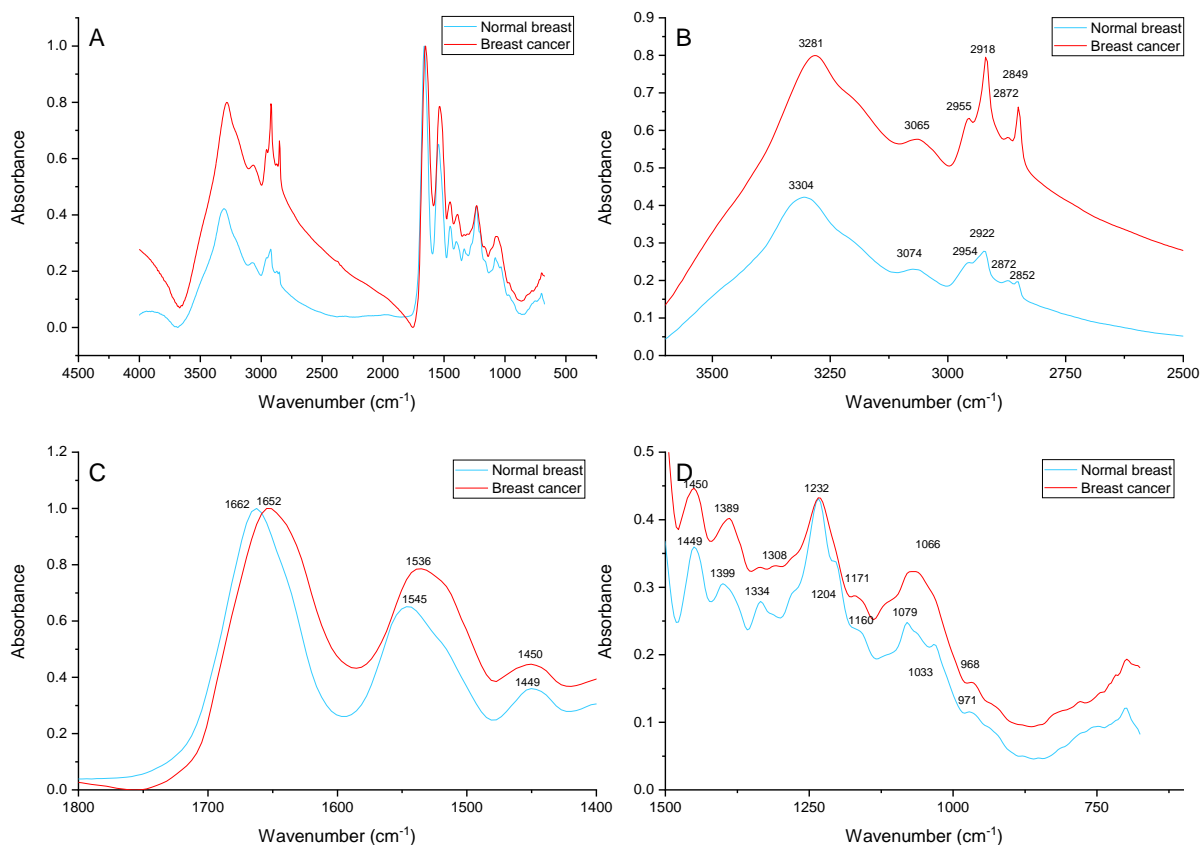 A
Normal breast
Breast cancer
1.0
0.8
0.6
0.4
0.2
0.0
Absorbance
4500 4000 3500 3000 2500 2000 1500 1000 500
Wavenumber (cm-1)
B
Normal breast
Breast cancer
0.9
0.8
0.7
0.6
0.5
0.4
0.3
0.2
0.1
0.0
Absorbance
3281
2918
2849
2872
2955
3065
3304
3074
2954
2922
2872
2852
3500 3250 3000 2750 2500
Wavenumber (cm-1)
C
Normal breast
Breast cancer
1.2
1.0
0.8
0.6
0.4
0.2
0.0
Absorbance
1662 1652
1536
1545
1450
1449
1800 1700 1600 1500 1400
Wavenumber (cm-1)
D
Normal breast
Breast cancer
0.5
0.4
0.3
0.2
0.1
0.0
Absorbance
1450
1389
1232
1449
1308
1066
1399
1334
1171
1204
1160
1079
1033
968
971
1500 1250 1000 750
Wavenumber (cm-1)